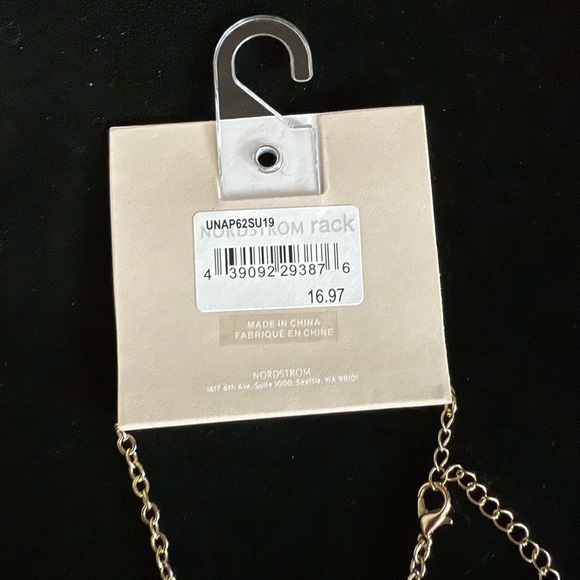 UNAP62SU19
NORDSTROM rack
4 39092 29387 6
16.97
MADE IN CHINA
FABRIQUE EN CHINE
NORDSTROM
1617 6th Ave, Suite 1000, Seattle, WA 98101